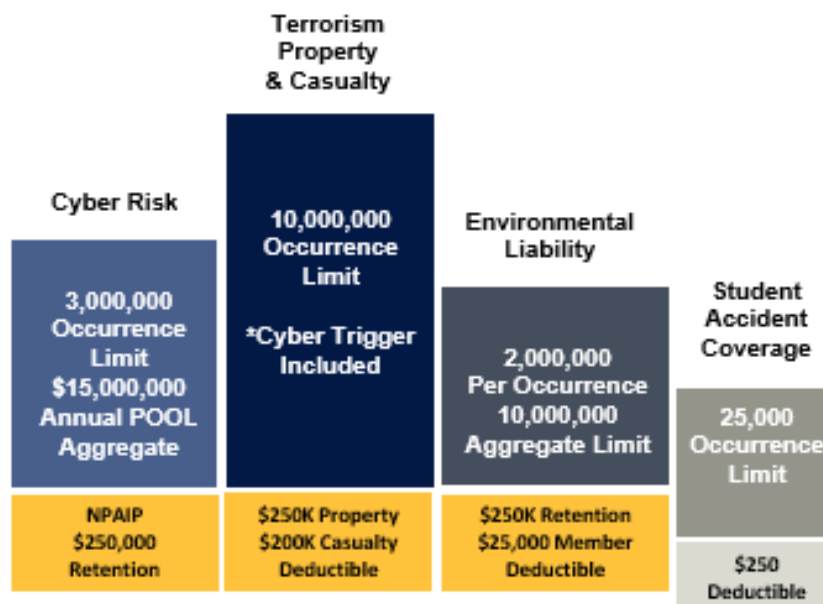 Terrorism
Property
& Casualty
Cyber Risk
10,000,000
Occurrence
Limit
*Cyber Trigger
Included
Environmental
Liability
3,000,000
Occurrence
Limit
$15,000,000
Annual POOL
Aggregate
Student
Accident
Coverage
2,000,000
Per Occurrence
10,000,000
Aggregate Limit
25,000
Occurrence
Limit
NPAIP
$250,000
Retention
$250K Property
$200K Casualty
Deductible
$250K Retention
$25,000 Member
Deductible
$250
Deductible